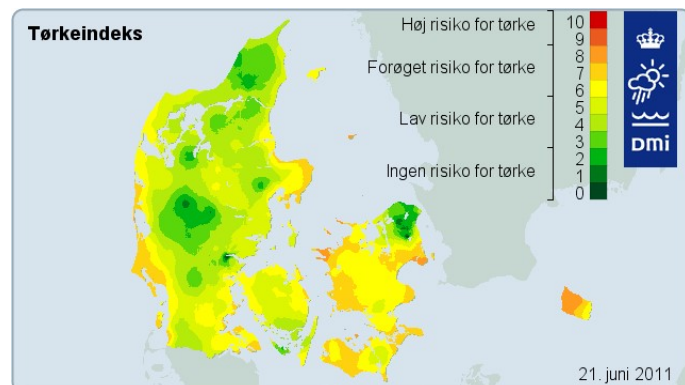 Tørkeindeks
Høj risiko for tørke
Forøget risiko for tørke
Lav risiko for tørke
Ingen risiko for tørke
10
9
8
7
6
5
4
3
2
1
0
DMI
21. juni 2011